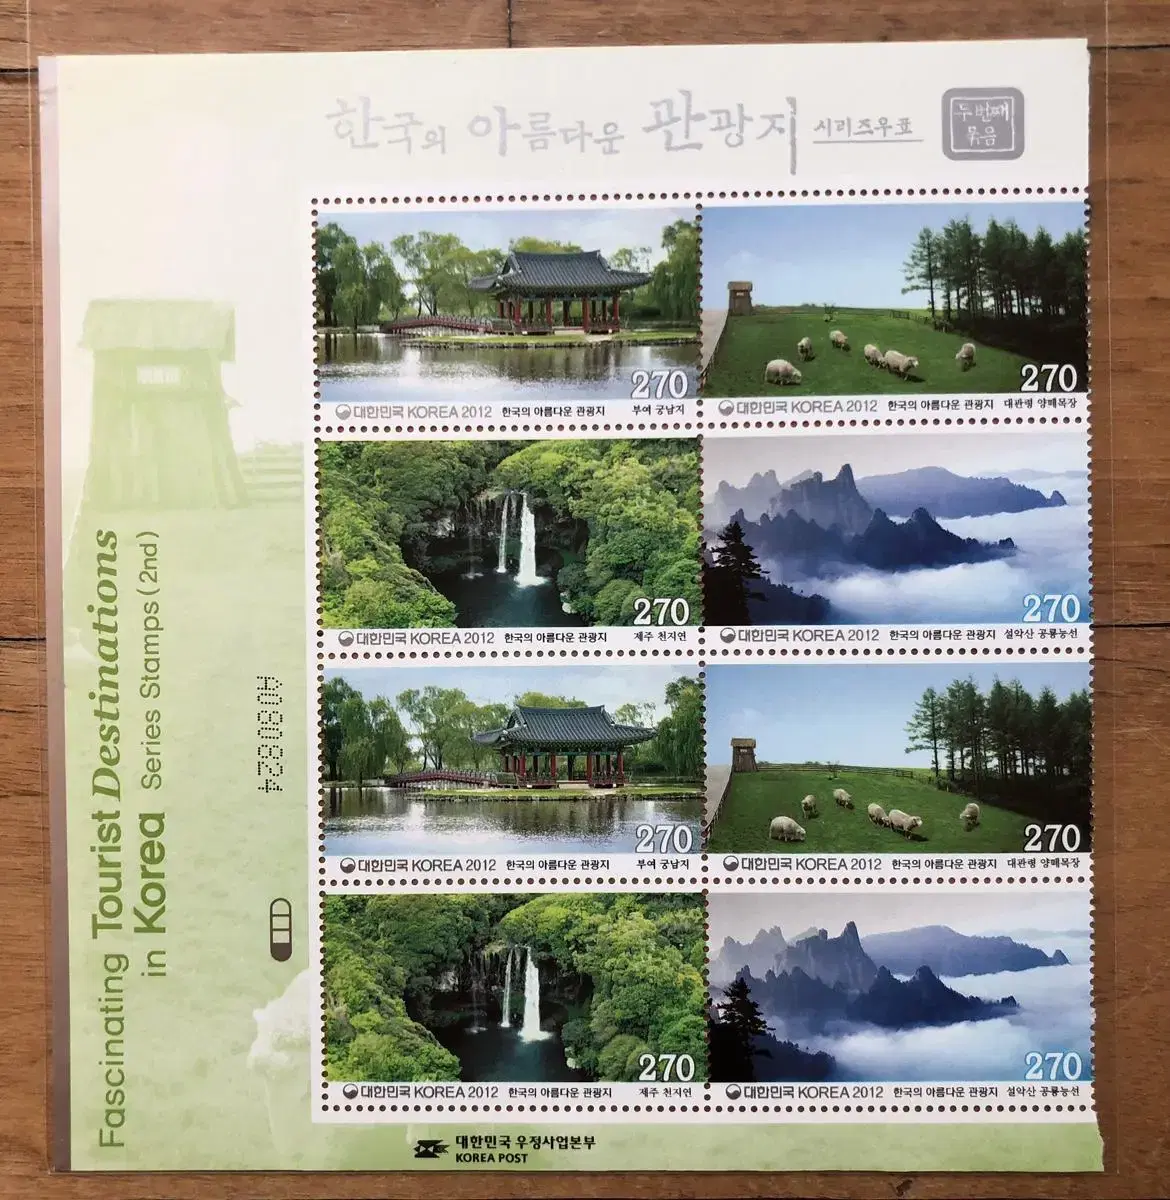 한국의 아름다운 관광지 시리즈우표
두번째
묶음
270
대한민국 KOREA 2012 한국의 아름다운 관광지 부여 궁남지
270
대한민국 KOREA 2012 한국의 아름다운 관광지 대관령 양떼목장
270
대한민국 KOREA 2012 한국의 아름다운 관광지 제주 천지연
270
대한민국 KOREA 2012 한국의 아름다운 관광지 설악산 공룡능선
270
대한민국 KOREA 2012 한국의 아름다운 관광지 부여 궁남지
270
대한민국 KOREA 2012 한국의 아름다운 관광지 대관령 양떼목장
270
대한민국 KOREA 2012 한국의 아름다운 관광지 제주 천지연
270
대한민국 KOREA 2012 한국의 아름다운 관광지 설악산 공룡능선
Fascinating Tourist Destinations
in Korea Series Stamps (2nd)
대한민국 우정사업본부
KOREA POST